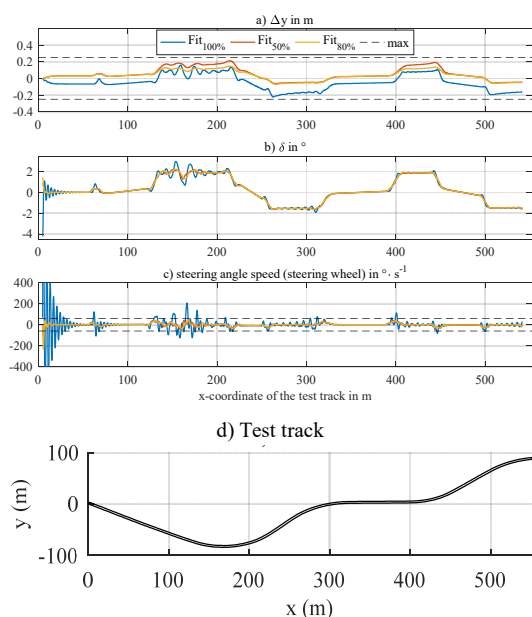 a) Δy in m
Fit100% Fit50% Fit80% max
0.4
0.2
0
-0.2
-0.4
0 100 200 300 400 500
b) δ in °
2
0
-2
-4
0 100 200 300 400 500
c) steering angle speed (steering wheel) in °· s-1
400
200
0
-200
-400
0 100 200 300 400 500
x-coordinate of the test track in m
d) Test track
100
0
-100
y (m)
0 100 200 300 400 500
x (m)